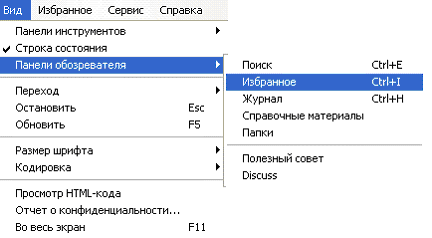 Вид Избранное Сервис Справка
Панели инструментов
Строка состояния
Панели обозревателя
Переход
Остановить Esc
Обновить F5
Размер шрифта
Кодировка
Просмотр HTML-кода
Отчет о конфиденциальности...
Во весь экран F11
Поиск Ctrl+E
Избранное Ctrl+I
Журнал Ctrl+H
Справочные материалы
Папки
Полезный совет
Discuss